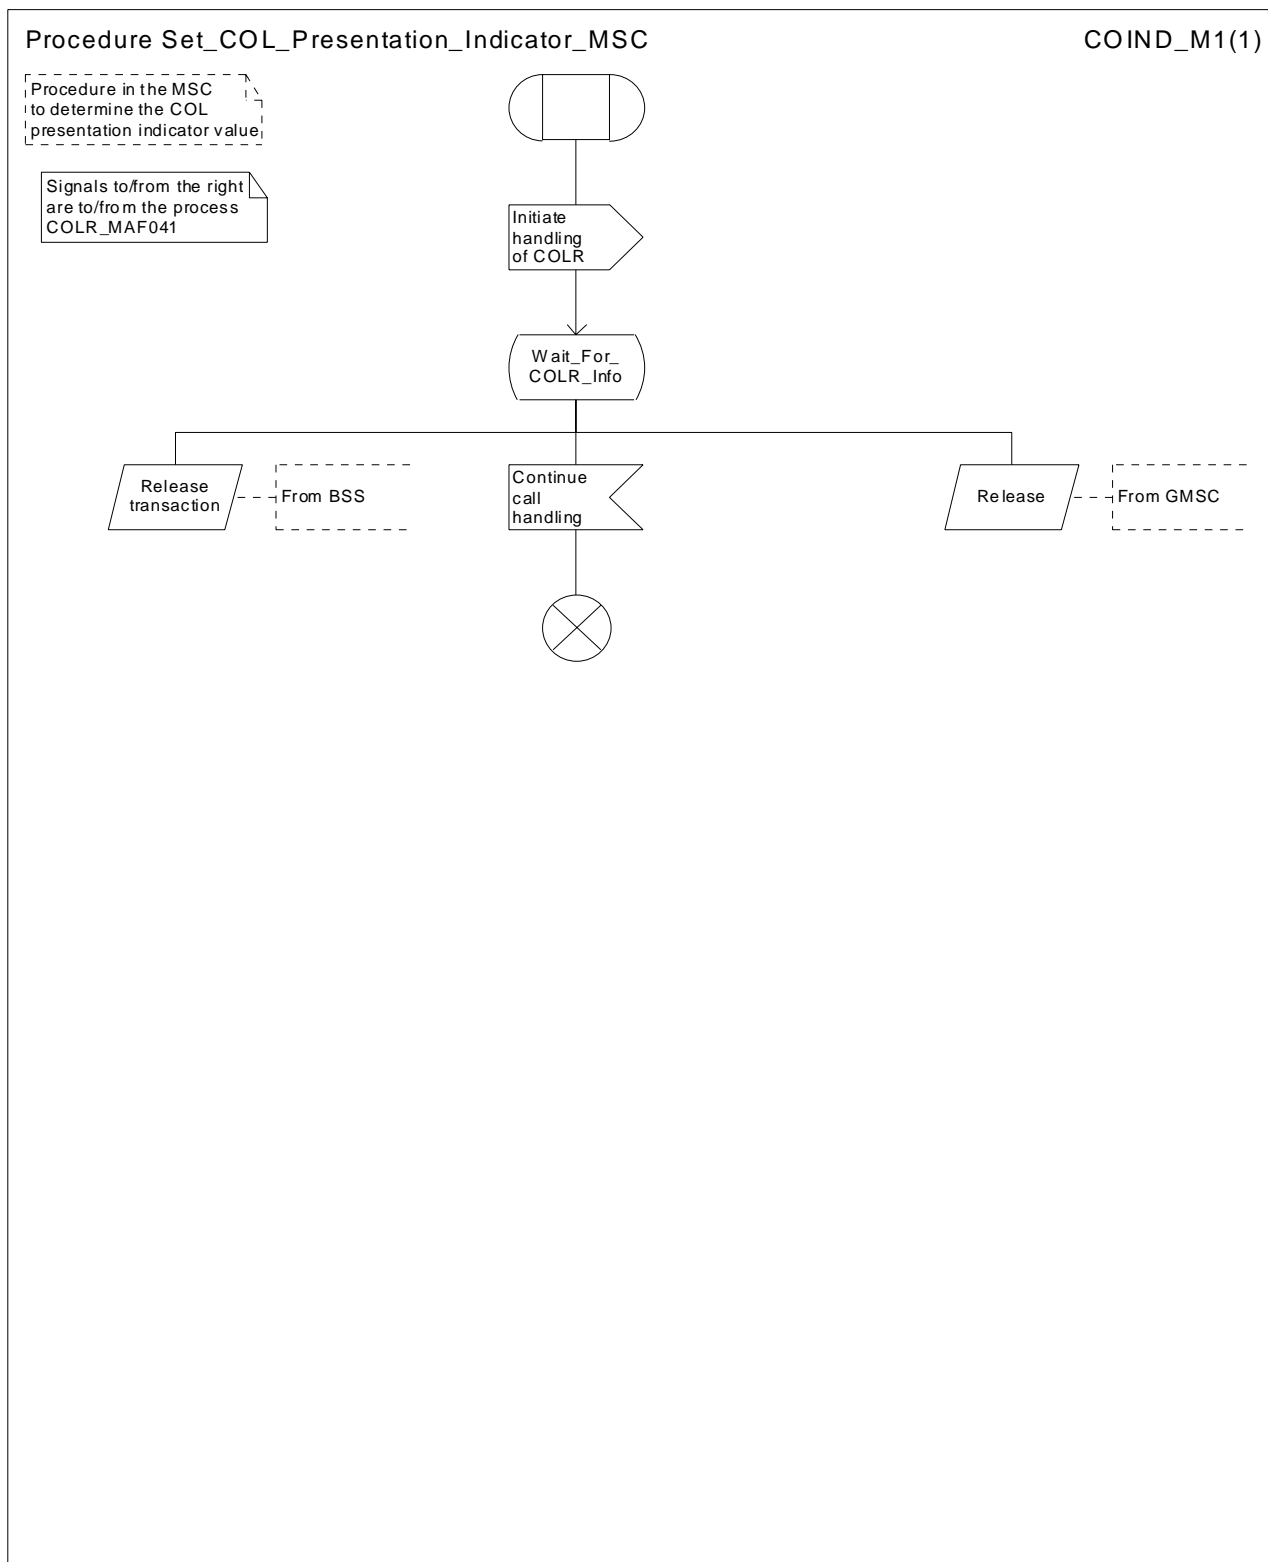 Procedure Set_COL_Presentation_Indicator_MSC
COIND_M1(1)
Procedure in the MSC
to determine the COL
presentation indicator value
Signals to/from the right
are to/from the process
COLR_MAF041
Initiate
handling
of COLR
Wait_For_
COLR_Info
Release
transaction
From BSS
Continue
call
handling
Release
From GMSC